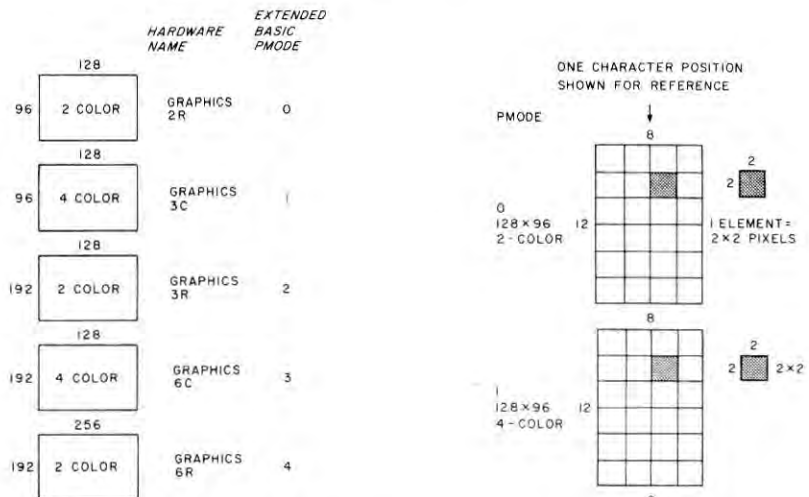 HARDWARE NAME
EXTENDED BASIC PMODE
128
96
2 COLOR
GRAPHICS 2R
0
128
96
4 COLOR
GRAPHICS 3C
1
128
192
2 COLOR
GRAPHICS 3R
2
128
192
4 COLOR
GRAPHICS 6C
3
256
192
2 COLOR
GRAPHICS 6R
4
ONE CHARACTER POSITION
SHOWN FOR REFERENCE
PMODE
8
0
128×96
2-COLOR
12
2
2
1 ELEMENT=
2×2 PIXELS
8
1
128×96
4-COLOR
12
2
2
2×2